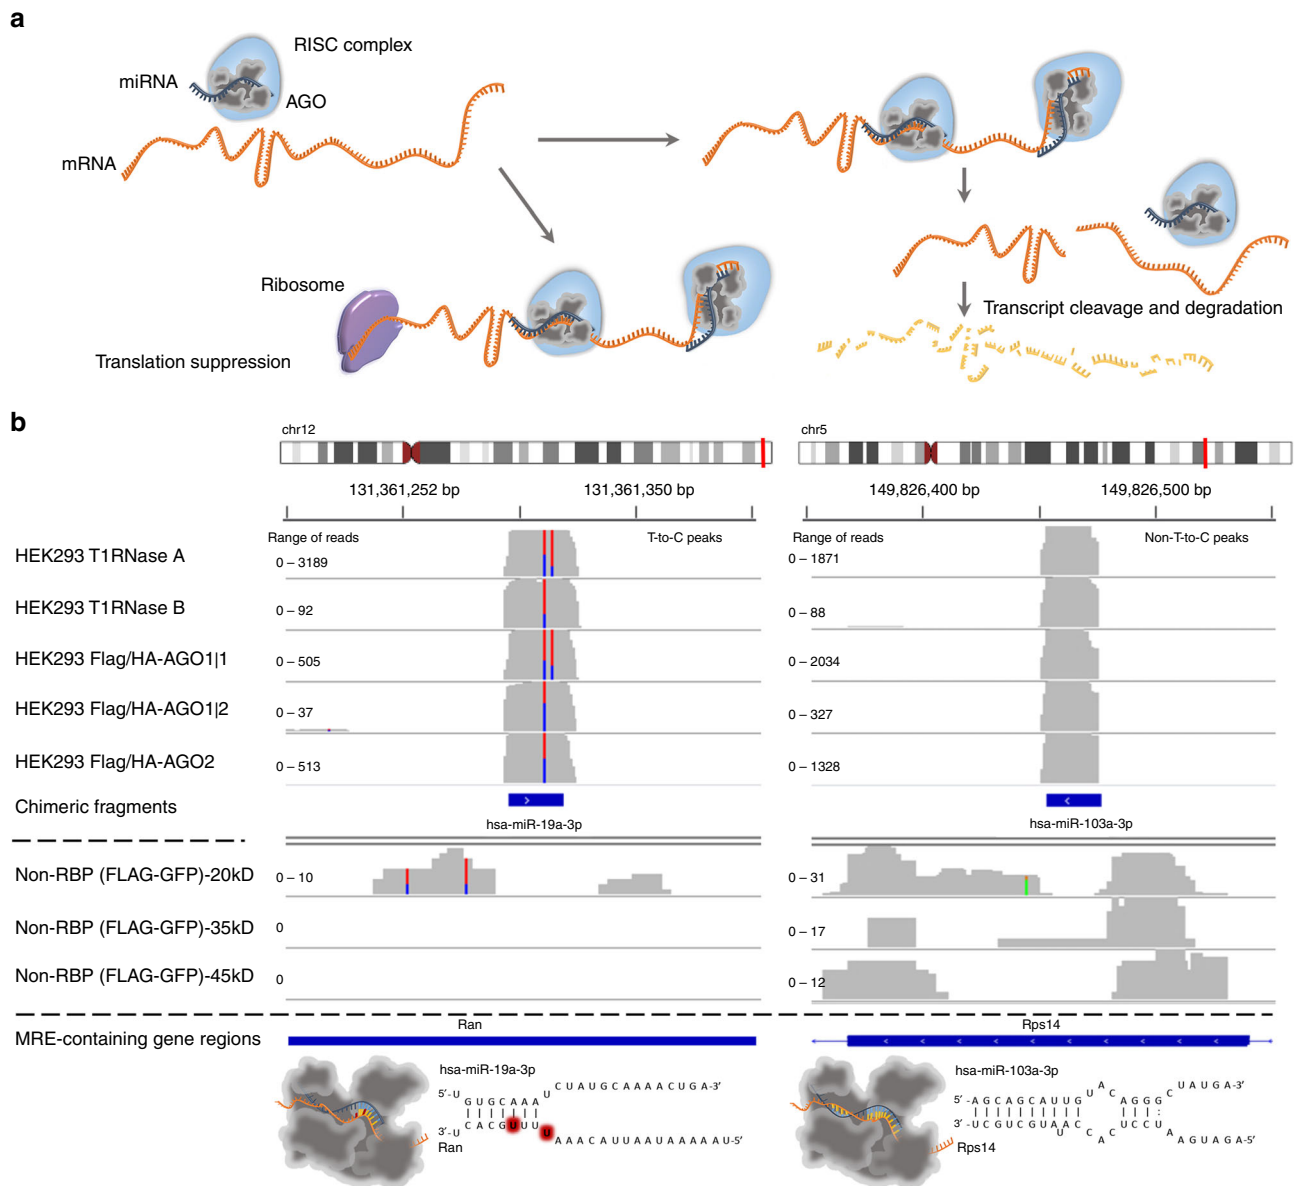 a
RISC complex
miRNA
AGO
mRNA
Ribosome
Translation suppression
Transcript cleavage and degradation
b
chr12
chr5
131,361,252 bp
131,361,350 bp
149,826,400 bp
149,826,500 bp
Range of reads
T-to-C peaks
Range of reads
Non-T-to-C peaks
HEK293 T1RNase A
0 – 3189
0 – 1871
HEK293 T1RNase B
0 – 92
0 – 88
HEK293 Flag/HA-AGO1|1
0 – 505
0 – 2034
HEK293 Flag/HA-AGO1|2
0 – 37
0 – 327
HEK293 Flag/HA-AGO2
0 – 513
0 – 1328
Chimeric fragments
hsa-miR-19a-3p
hsa-miR-103a-3p
Non-RBP (FLAG-GFP)-20kD
0 – 10
0 – 31
Non-RBP (FLAG-GFP)-35kD
0
0 – 17
Non-RBP (FLAG-GFP)-45kD
0
0 – 12
MRE-containing gene regions
Ran
Rps14
hsa-miR-19a-3p
5′-U GUGCAAA U CUAUGCAAAACUGA-3′
3′-U CACGUUU U AAACAUUAAUAAAAAU-5′
Ran
hsa-miR-103a-3p
5′ -AGCAGCAUUG U A C AGGG C UAUGA-3′
3′ -UCGUCGUA U AC C A C UCCU A AGUAGA-5′
Rps14